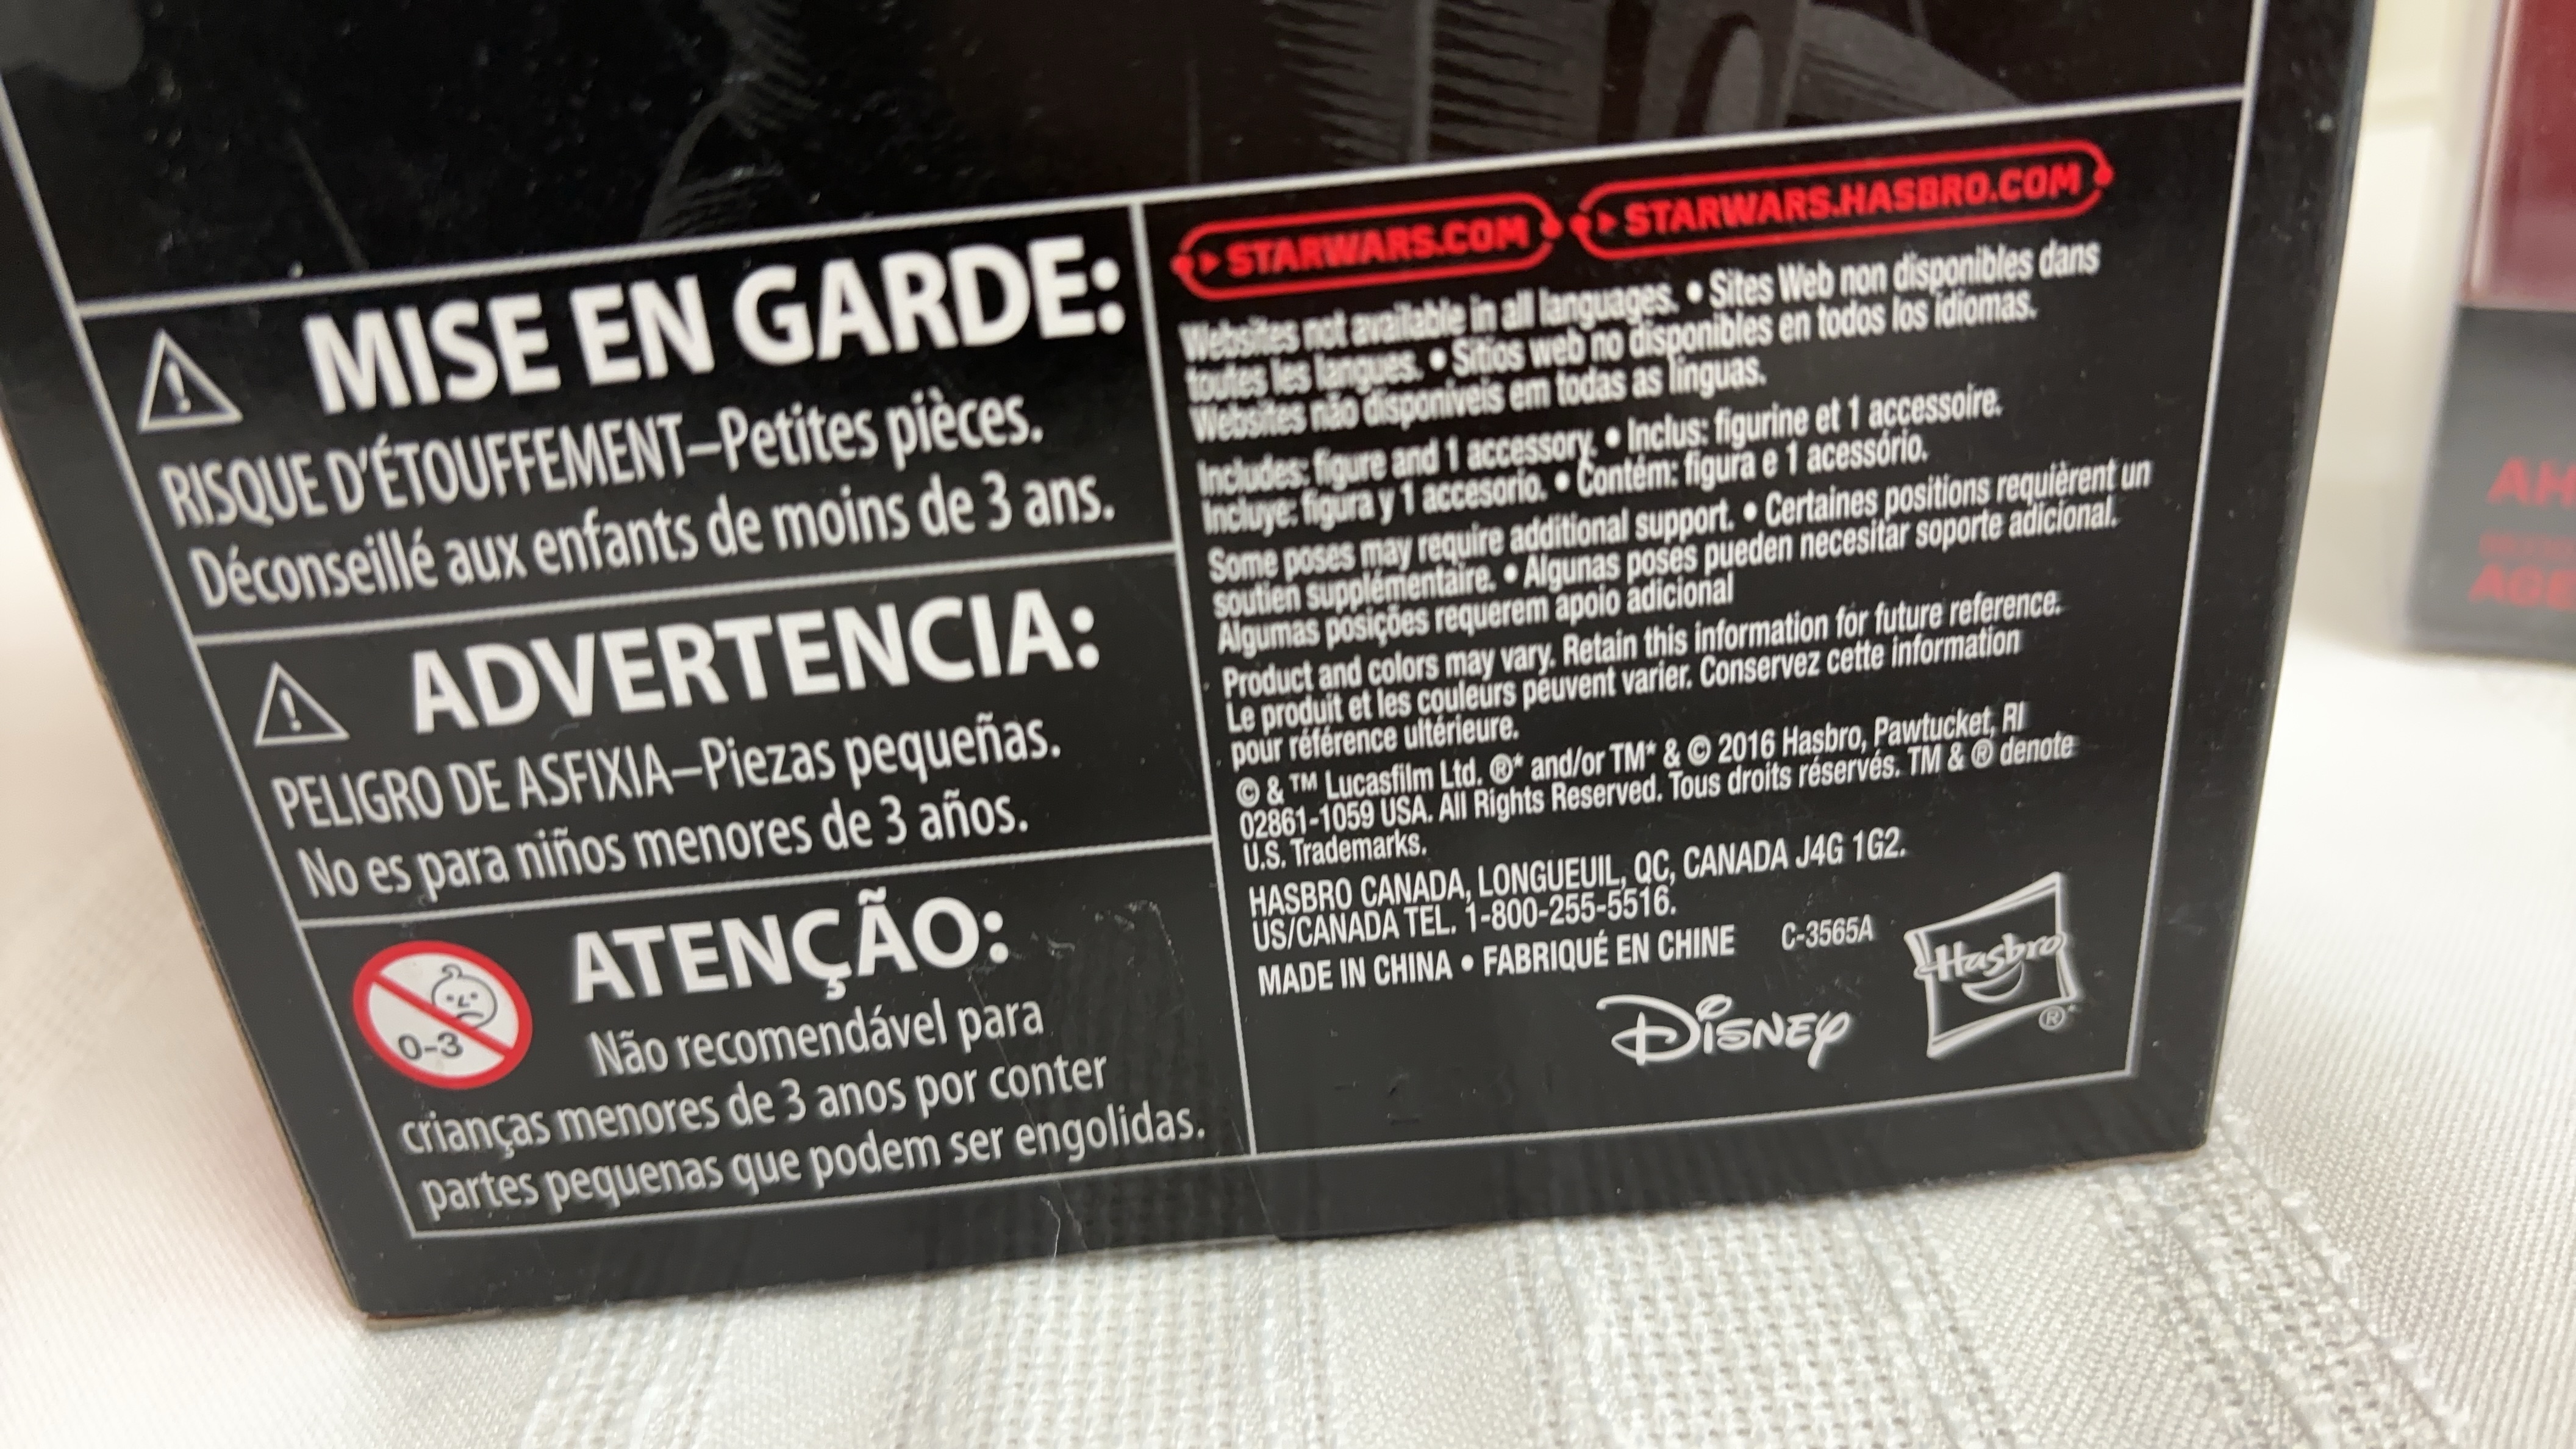 MISE EN GARDE:
RISQUE D'ÉTOUFFEMENT–Petites pièces.
Déconseillé aux enfants de moins de 3 ans.
ADVERTENCIA:
PELIGRO DE ASFIXIA–Piezas pequeñas.
No es para niños menores de 3 años.
0-3
ATENÇÃO:
Não recomendável para
crianças menores de 3 anos por conter
partes pequenas que podem ser engolidas.
STARWARS.COM STARWARS.HASBRO.COM
Websites not available in all languages. • Sites Web non disponibles dans
toutes les langues. • Sitios web no disponibles en todos los idiomas.
Websites não disponíveis em todas as línguas.
Includes: figure and 1 accessory. • Inclus: figurine et 1 accessoire.
Incluye: figura y 1 accesorio. • Contém: figura e 1 acessório.
Some poses may require additional support. • Certaines positions requièrent un
soutien supplémentaire. • Algunas poses pueden necesitar soporte adicional.
Algumas posições requerem apoio adicional
Product and colors may vary. Retain this information for future reference.
Le produit et les couleurs peuvent varier. Conservez cette information
pour référence ultérieure.
© & ™ Lucasfilm Ltd. ®* and/or TM* & © 2016 Hasbro, Pawtucket, RI
02861-1059 USA. All Rights Reserved. Tous droits réservés. TM & ® denote
U.S. Trademarks.
HASBRO CANADA, LONGUEUIL, QC, CANADA J4G 1G2.
US/CANADA TEL. 1-800-255-5516.
MADE IN CHINA • FABRIQUÉ EN CHINE C-3565A
Disney
Hasbro
®*
AH
AGE